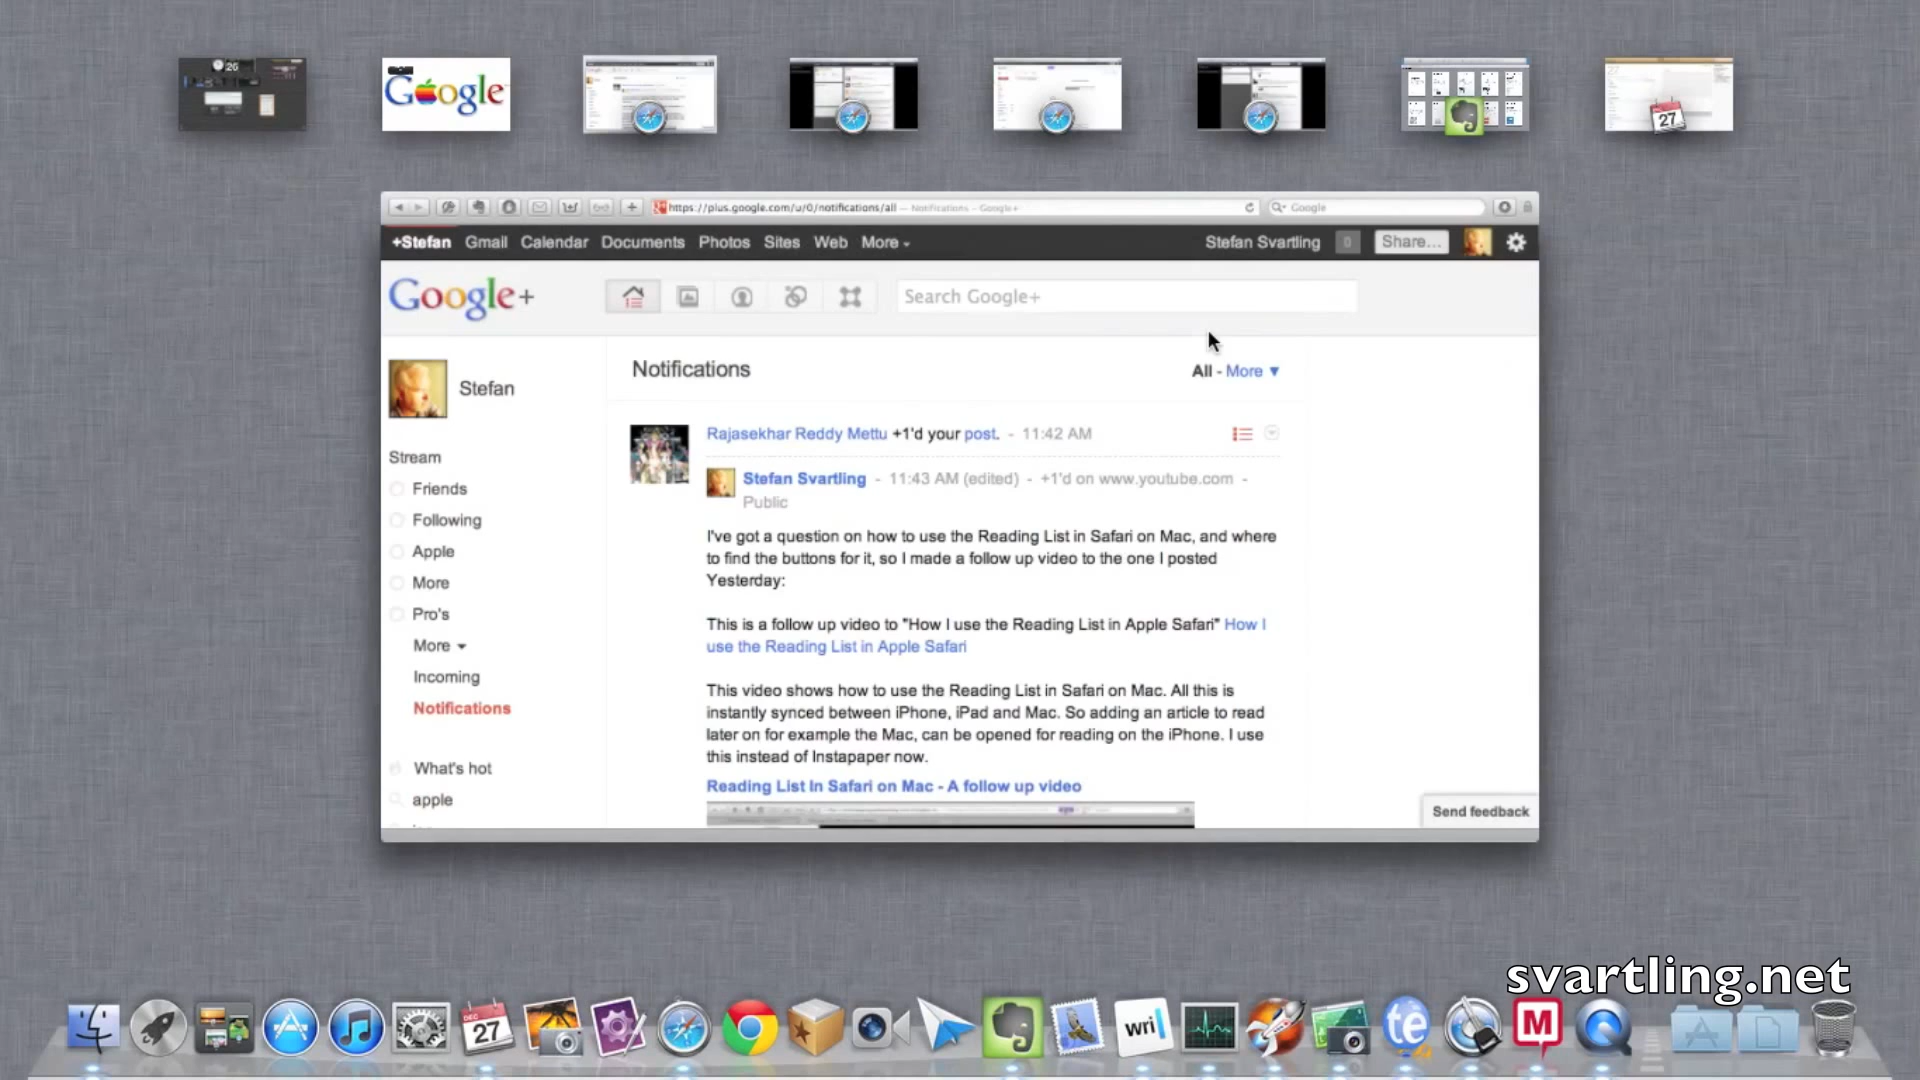 26
Google
27
https://plus.google.com/u/0/notifications/all — Notifications – Google+
Google
+Stefan Gmail Calendar Documents Photos Sites Web More
Stefan Svartling 0 Share...
Google+
Search Google+
Stefan
Stream
Friends
Following
Apple
More
Pro's
More
Incoming
Notifications
What's hot
apple
Notifications
All - More
Rajasekhar Reddy Mettu +1'd your post. - 11:42 AM
Stefan Svartling - 11:43 AM (edited) - +1'd on www.youtube.com -
Public
I've got a question on how to use the Reading List in Safari on Mac, and where
to find the buttons for it, so I made a follow up video to the one I posted
Yesterday:
This is a follow up video to "How I use the Reading List in Apple Safari" How I
use the Reading List in Apple Safari
This video shows how to use the Reading List in Safari on Mac. All this is
instantly synced between iPhone, iPad and Mac. So adding an article to read
later on for example the Mac, can be opened for reading on the iPhone. I use
this instead of Instapaper now.
Reading List In Safari on Mac - A follow up video
Send feedback
svartling.net
DEC
27
wri
te
M